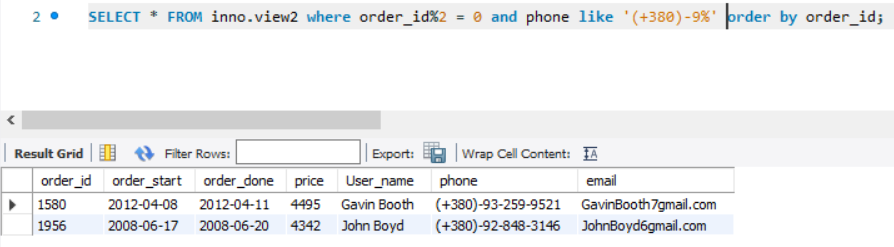 2 SELECT * FROM inno.view2 where order_id%2 = 0 and phone like '(+380)-9%' order by order_id;
Result Grid Filter Rows: Export: Wrap Cell Content:
order_id order_start order_done price User_name phone email
1580 2012-04-08 2012-04-11 4495 Gavin Booth (+380)-93-259-9521 GavinBooth7gmail.com
1956 2008-06-17 2008-06-20 4342 John Boyd (+380)-92-848-3146 JohnBoyd6gmail.com